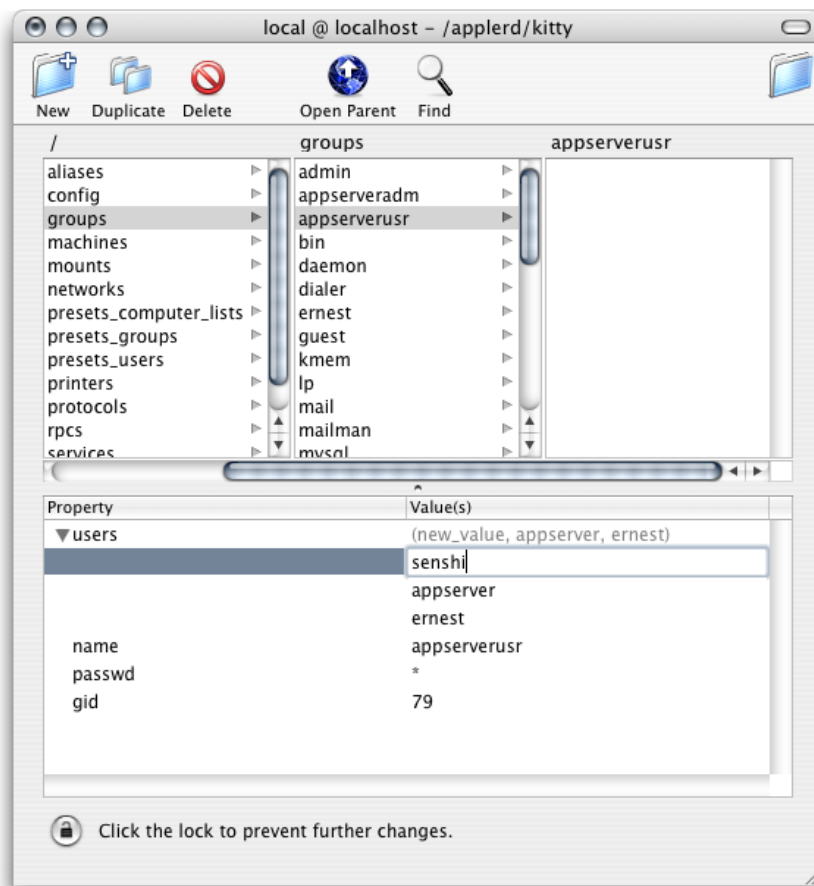 local @ localhost – /applerd/kitty
New Duplicate Delete Open Parent Find
/ groups appserverusr
aliases admin
config appserveradm
groups appserverusr
machines bin
mounts daemon
networks dialer
presets_computer_lists ernest
presets_groups guest
presets_users kmem
printers lp
protocols mail
rpcs mailman
services mysql
Property Value(s)
users (new_value, appserver, ernest)
senshi
appserver
ernest
name appserverusr
passwd *
gid 79
Click the lock to prevent further changes.